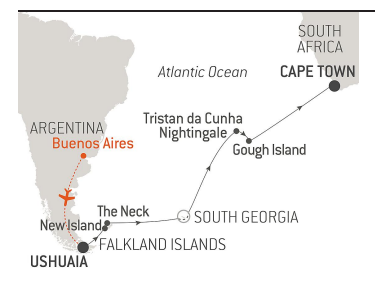 SOUTH
AFRICA
Atlantic Ocean
CAPE TOWN
Tristan da Cunha
Nightingale
Gough Island
ARGENTINA
Buenos Aires
The Neck
New Island
SOUTH GEORGIA
FALKLAND ISLANDS
USHUAIA